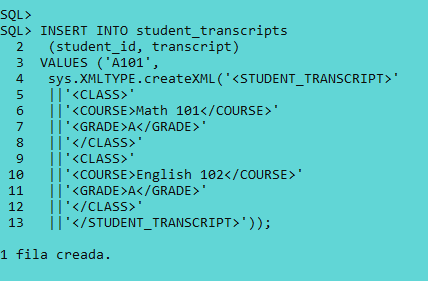 SQL>
SQL> INSERT INTO student_transcripts
  2   (student_id, transcript)
  3  VALUES ('A101',
  4   sys.XMLTYPE.createXML('<STUDENT_TRANSCRIPT>'
  5   ||'<CLASS>'
  6   ||'<COURSE>Math 101</COURSE>'
  7   ||'<GRADE>A</GRADE>'
  8   ||'</CLASS>'
  9   ||'<CLASS>'
 10   ||'<COURSE>English 102</COURSE>'
 11   ||'<GRADE>A</GRADE>'
 12   ||'</CLASS>'
 13   ||'</STUDENT_TRANSCRIPT>'));
1 fila creada.